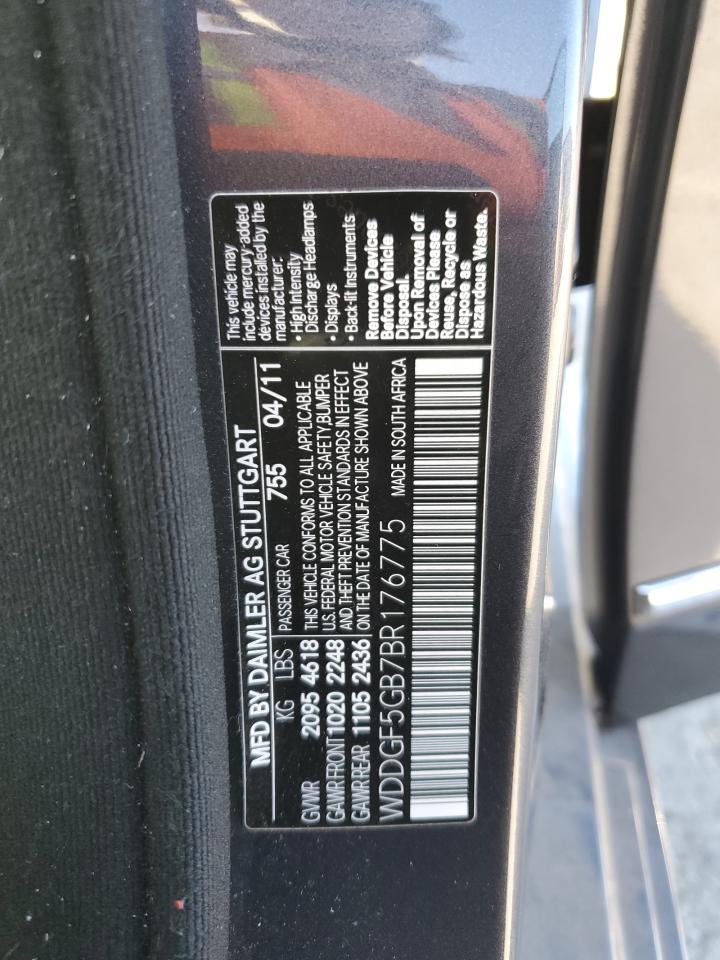 MFD BY DAIMLER AG STUTTGART
KG LBS PASSENGER CAR 755 04/11
GVWR 2095 4618
GAWR FRONT 1020 2248
GAWR REAR 1105 2436
THIS VEHICLE CONFORMS TO ALL APPLICABLE
U.S. FEDERAL MOTOR VEHICLE SAFETY,BUMPER
AND THEFT PREVENTION STANDARDS IN EFFECT
ON THE DATE OF MANUFACTURE SHOWN ABOVE
WDDGF5GB7BR176775 MADE IN SOUTH AFRICA
This vehicle may
include mercury-added
devices installed by the
manufacturer:
• High Intensity
Discharge Headlamps
• Displays
• Back-lit Instruments
Remove Devices
Before Vehicle
Disposal.
Upon Removal of
Devices Please
Reuse, Recycle or
Dispose as
Hazardous Waste.